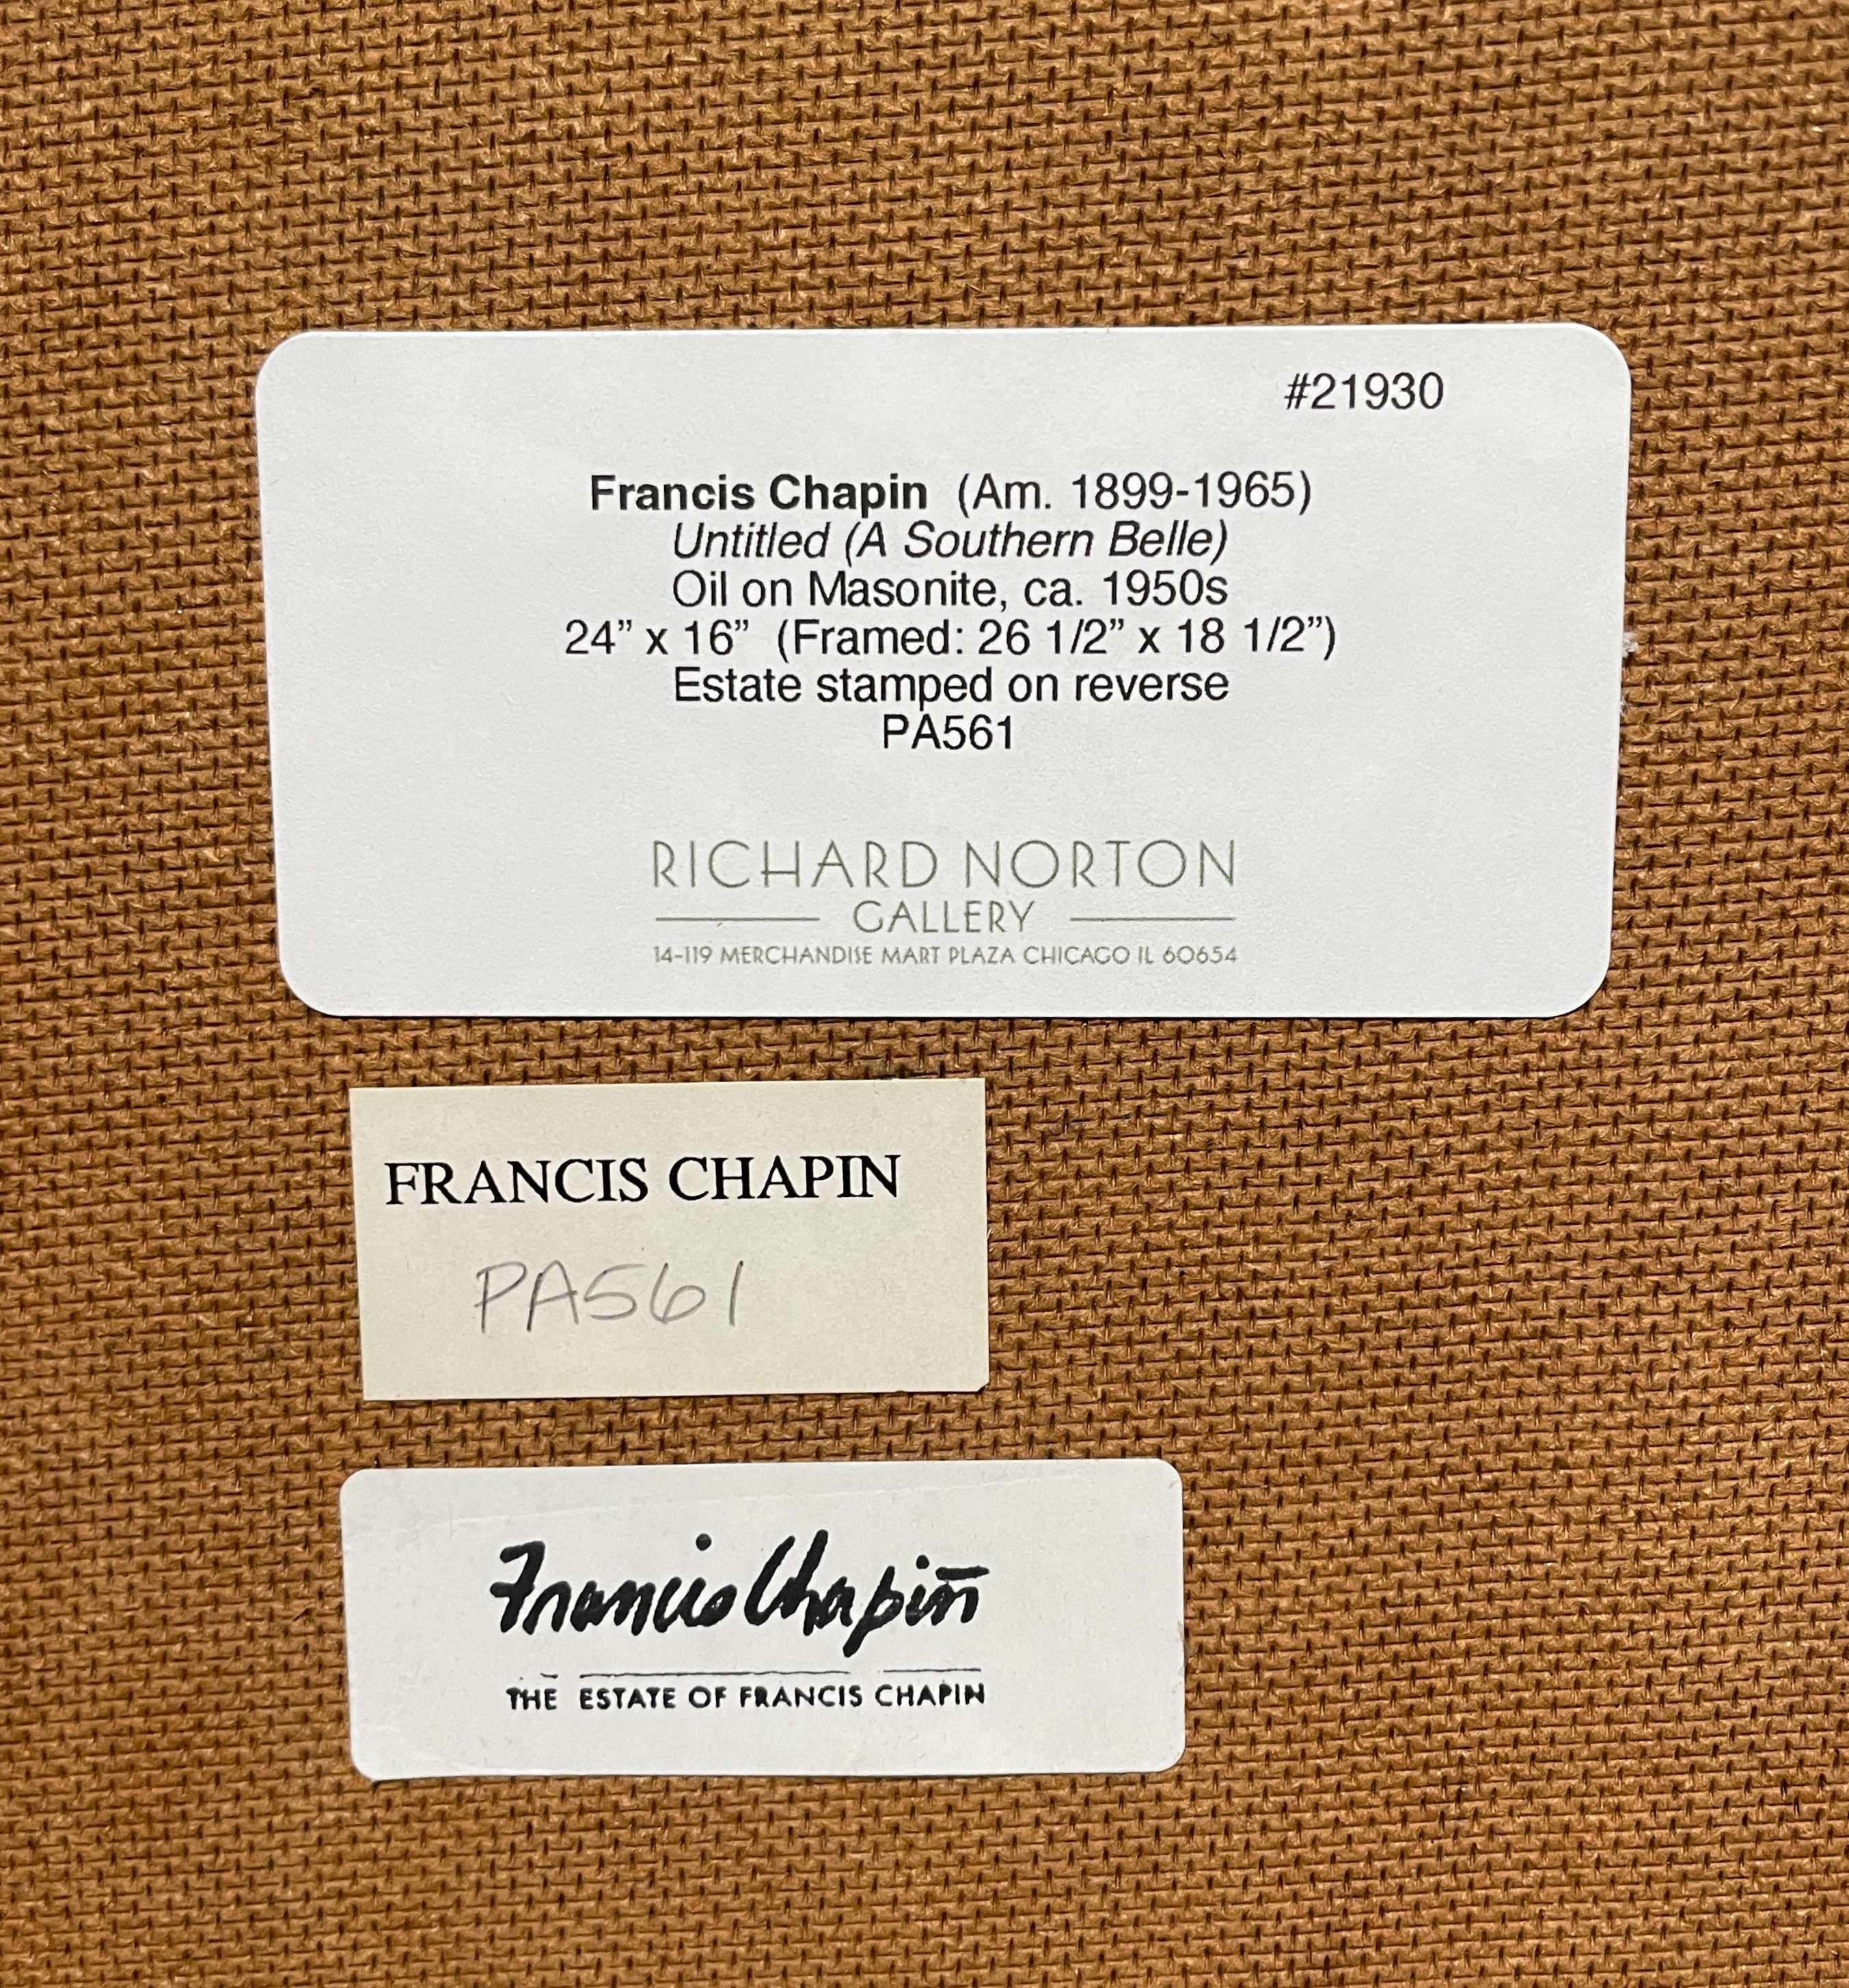 #21930
Francis Chapin (Am. 1899-1965)
Untitled (A Southern Belle)
Oil on Masonite, ca. 1950s
24” x 16” (Framed: 26 1/2” x 18 1/2”)
Estate stamped on reverse
PA561
RICHARD NORTON
GALLERY
14-119 MERCHANDISE MART PLAZA CHICAGO IL 60654
FRANCIS CHAPIN
PA561
Francis Chapin
THE ESTATE OF FRANCIS CHAPIN